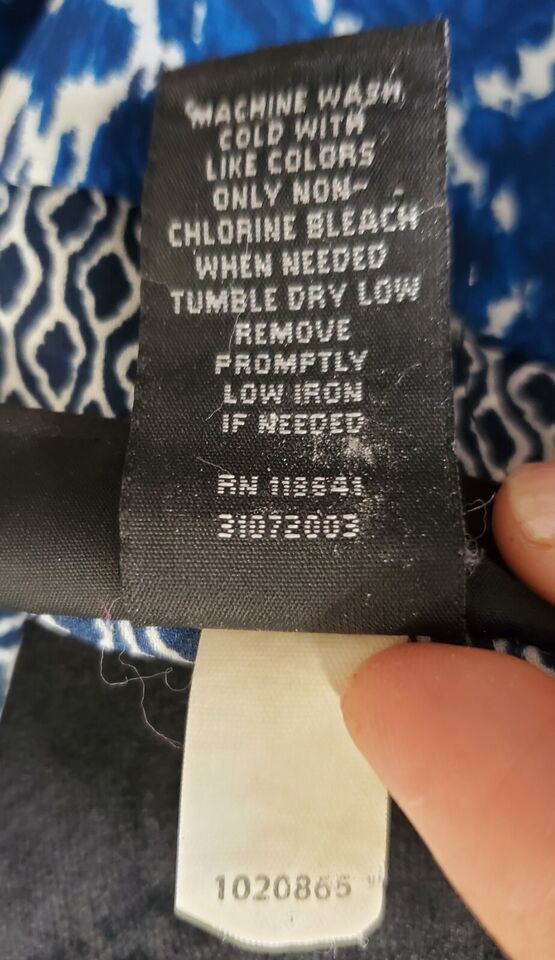 MACHINE WASH
COLD WITH
LIKE COLORS
ONLY NON-
CHLORINE BLEACH
WHEN NEEDED
TUMBLE DRY LOW
REMOVE
PROMPTLY
LOW IRON
IF NEEDED
RN 119641
31072003
1020865